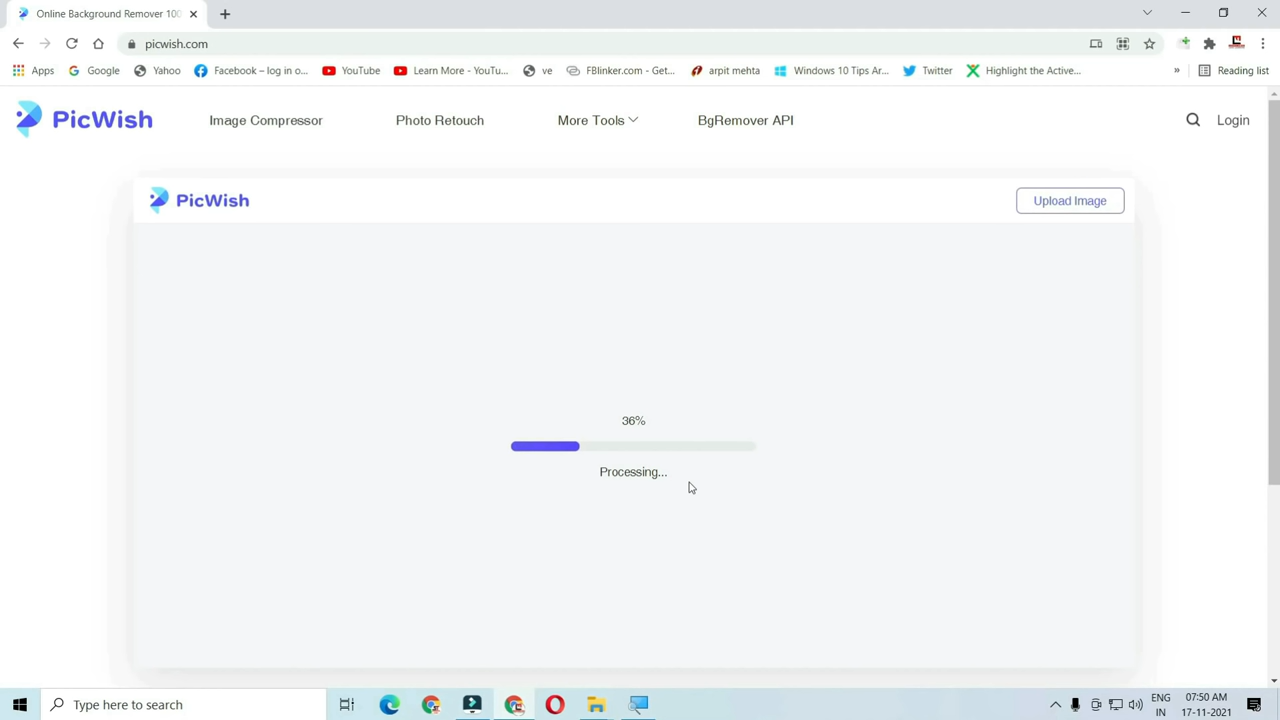 Online Background Remover 100
picwish.com
Apps Google Yahoo Facebook – log in o... YouTube Learn More - YouTu... ve FBlinker.com - Get... arpit mehta Windows 10 Tips Ar... Twitter Highlight the Active... » Reading list
PicWish Image Compressor Photo Retouch More Tools BgRemover API Login
PicWish Upload Image
36%
Processing...
Type here to search
ENG
IN
07:50 AM
17-11-2021